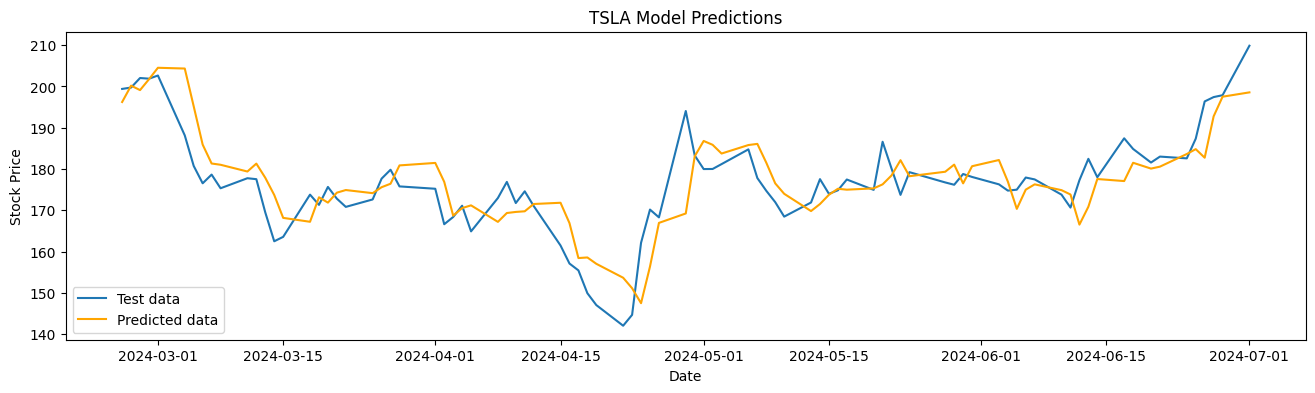 TSLA Model Predictions
Stock Price
210
200
190
180
170
160
150
140
Test data
Predicted data
2024-03-01 2024-03-15 2024-04-01 2024-04-15 2024-05-01 2024-05-15 2024-06-01 2024-06-15 2024-07-01
Date